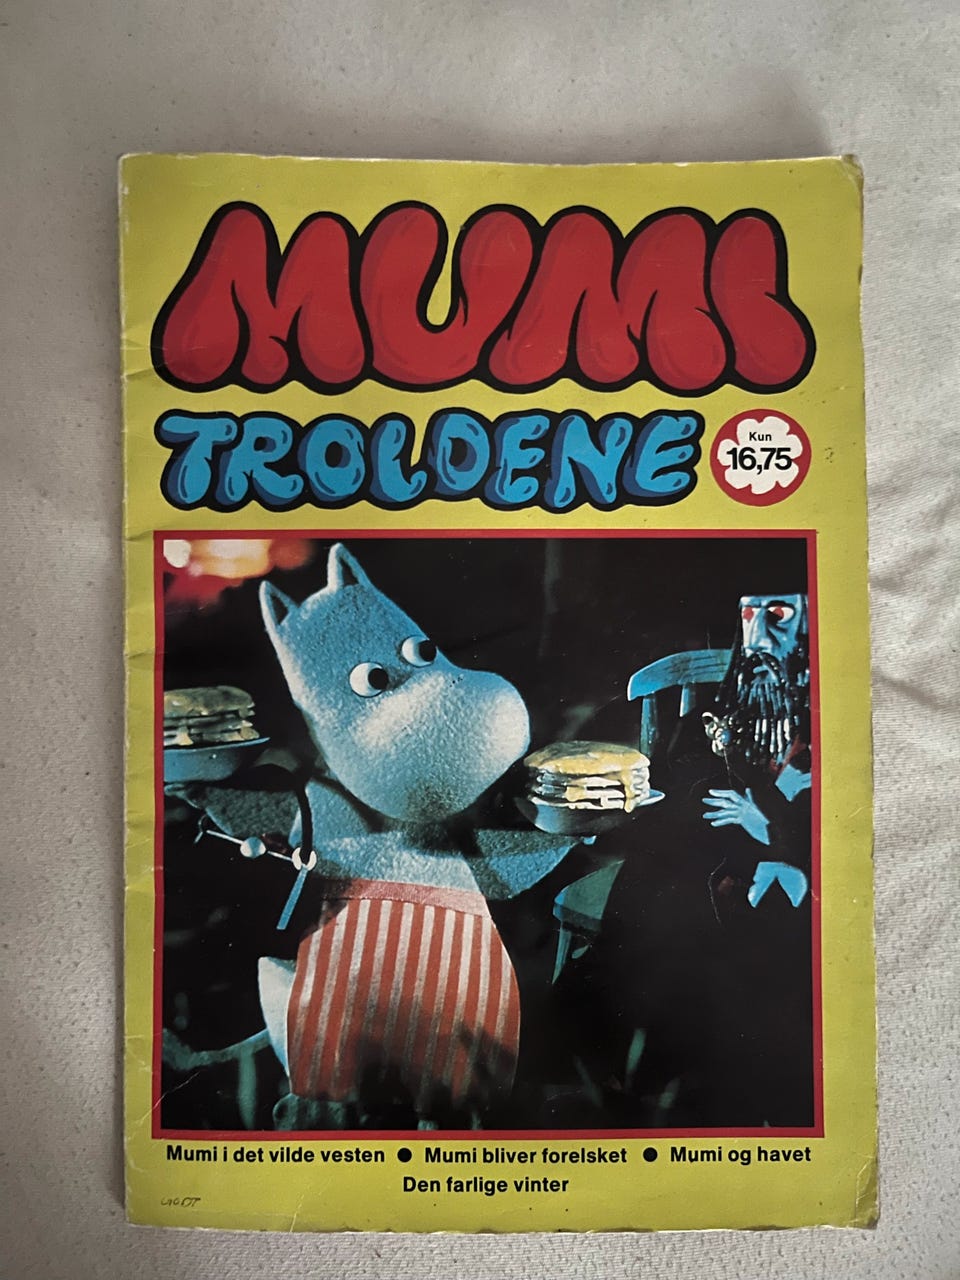 MUMI
TROLDENE
Kun
16,75
Mumi i det vilde vesten ● Mumi bliver forelsket ● Mumi og havet
Den farlige vinter